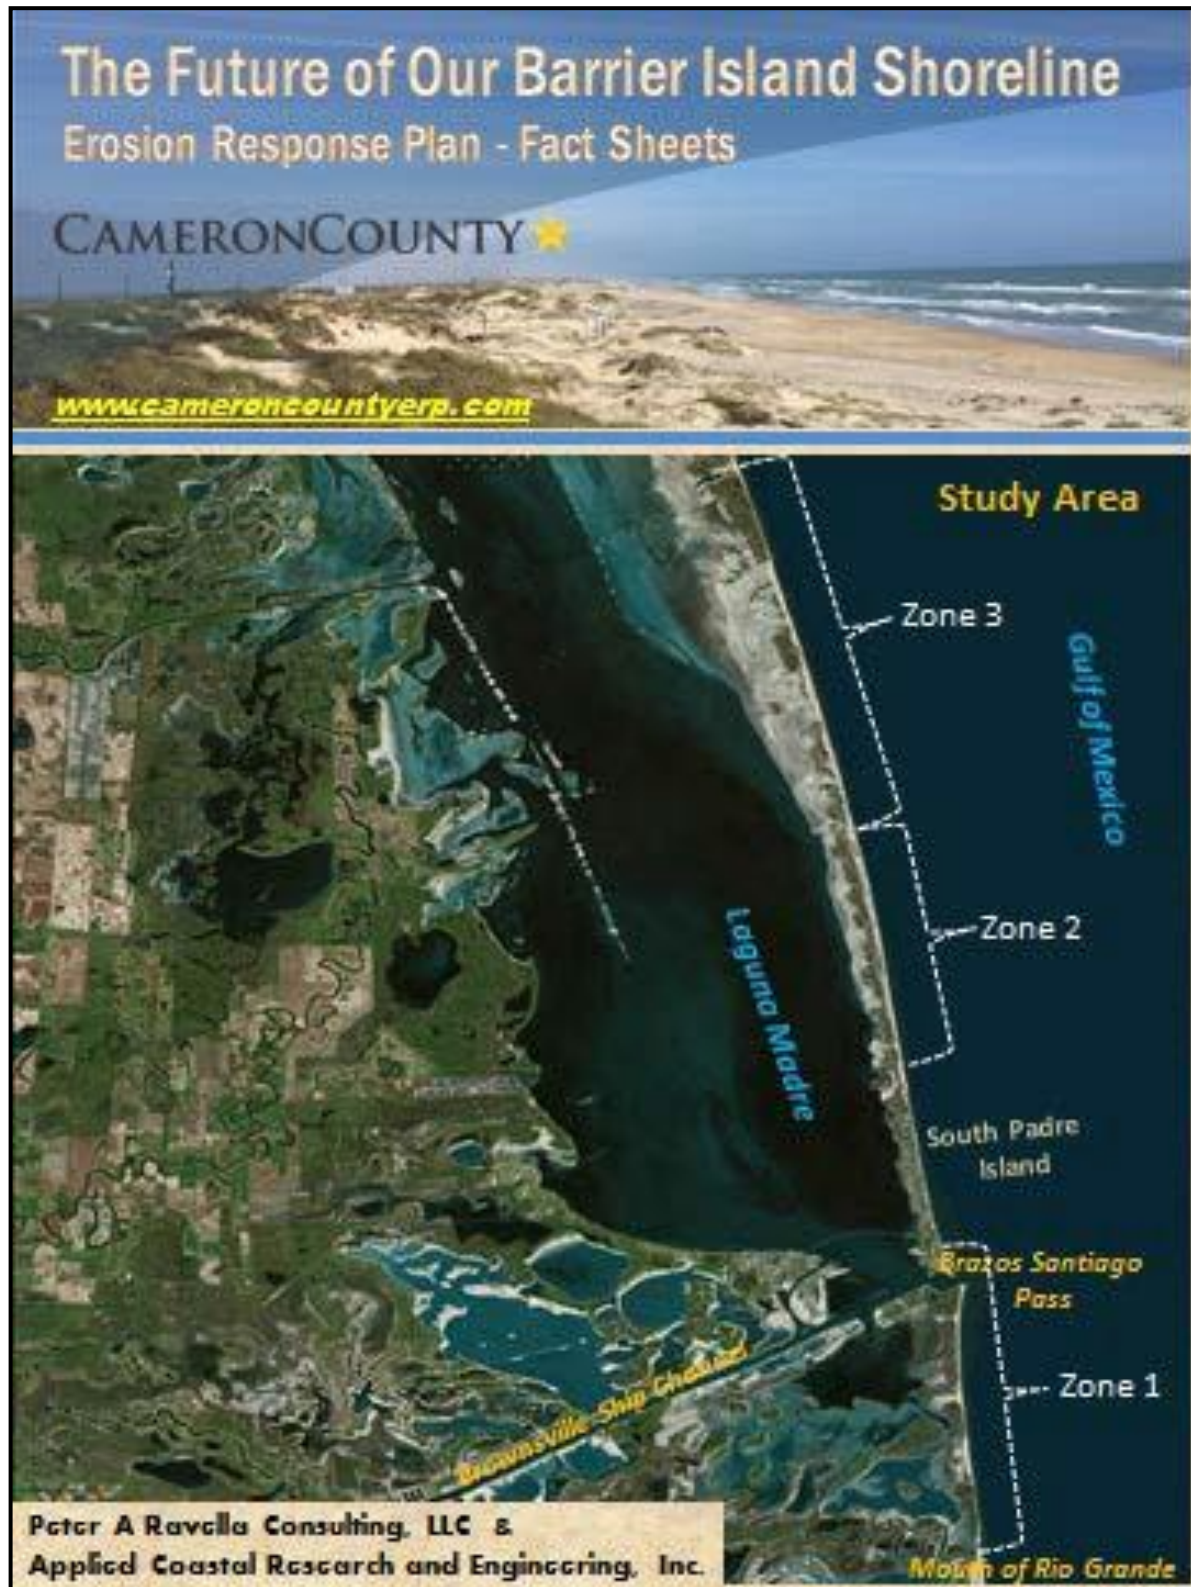 The Future of Our Barrier Island Shoreline
Erosion Response Plan - Fact Sheets
CAMERONCOUNTY
www.cameroncountyerp.com
Study Area
Zone 3
Gulf of Mexico
Zone 2
Laguna Madre
South Padre
Island
Brazos Santiago
Pass
Zone 1
Brownsville Ship Channel
Mouth of Rio Grande
Peter A Ravella Consulting, LLC &
Applied Coastal Research and Engineering, Inc.